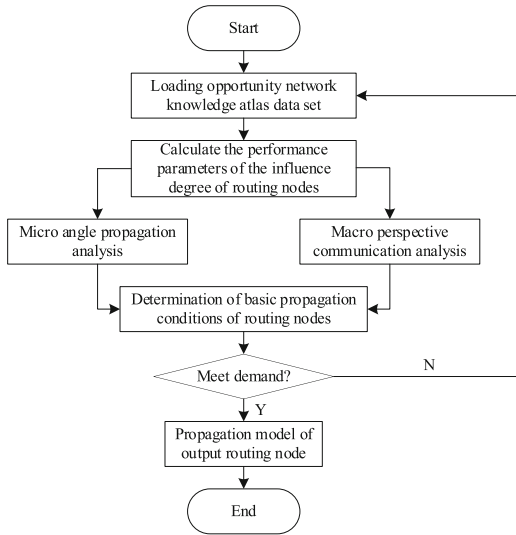 Start
Loading opportunity network
knowledge atlas data set
Calculate the performance
parameters of the influence
degree of routing nodes
Micro angle propagation
analysis
Macro perspective
communication analysis
Determination of basic propagation
conditions of routing nodes
Meet demand?
N
Y
Propagation model of
output routing node
End